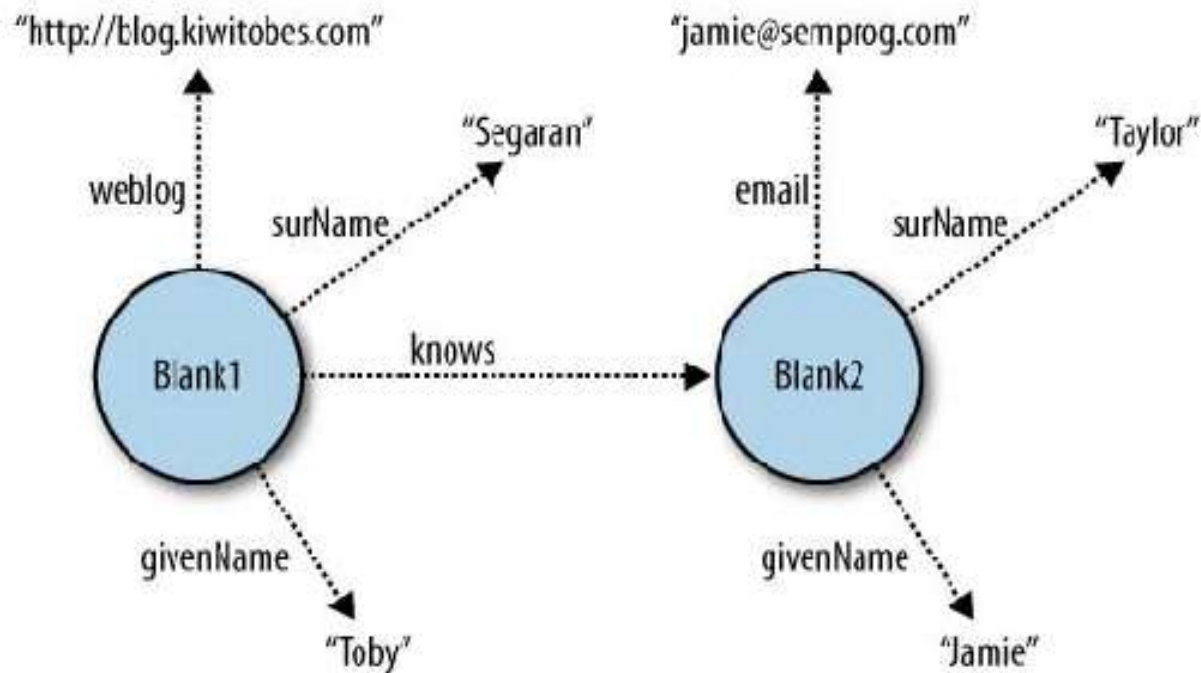 “http://blog.kiwitobes.com”
“jamie@semprog.com”
“Segaran”
“Taylor”
weblog
surName
email
surName
knows
Blank1
Blank2
givenName
givenName
“Toby”
“Jamie”